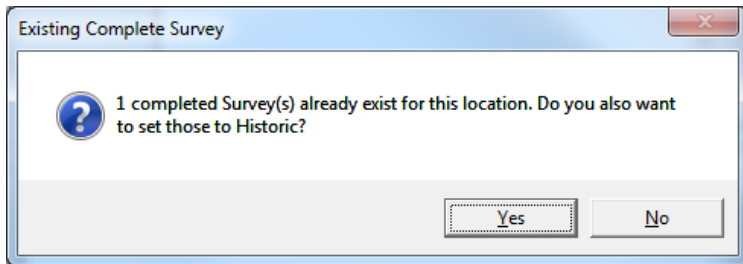 Existing Complete Survey
1 completed Survey(s) already exist for this location. Do you also want
to set those to Historic?
Yes
No